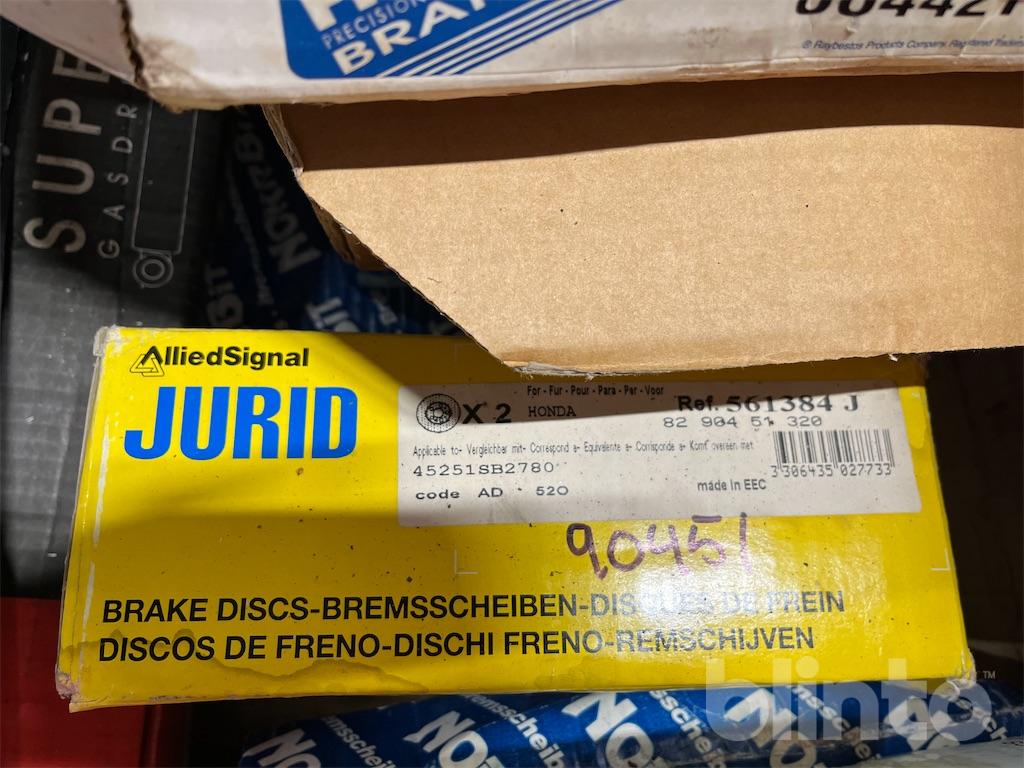 PRECISION
BRA
® Raybestos Products Company. Registered Trademark
SUPE
GASDR
BIT
NOK
AlliedSignal
JURID
X 2
For - Fur - Pour - Para - Per - Voor
HONDA
Ref. 561384 J
82 904 51 320
Applicable to- Vergleichbar mit- Correspond a- Equivalente a- Corrisponde a- Komt overeen met
45251SB2780
3 306435 027733
code AD 520
made in EEC
90451
BRAKE DISCS-BREMSSCHEIBEN-DISQUES DE FREIN
DISCOS DE FRENO-DISCHI FRENO-REMSCHIJVEN
blinto™